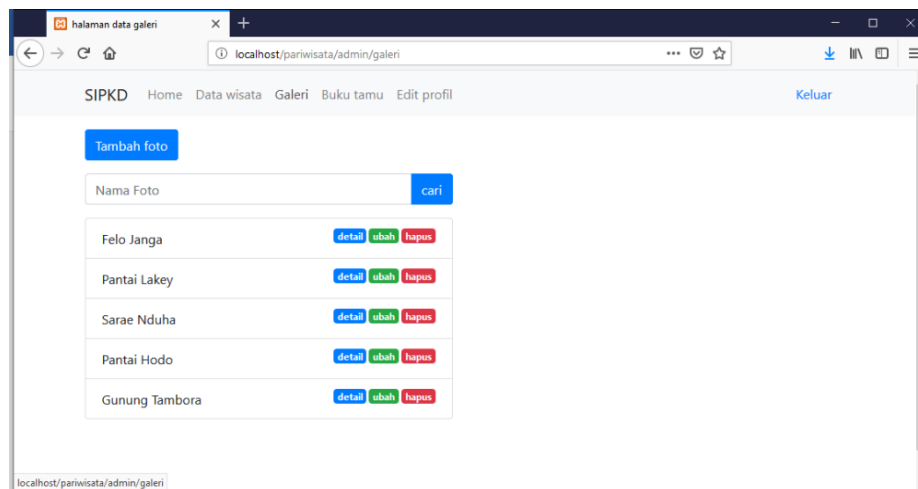 halaman data galeri
localhost/pariwisata/admin/galeri
SIPKD Home Data wisata Galeri Buku tamu Edit profil Keluar
Tambah foto
Nama Foto cari
Felo Janga detail ubah hapus
Pantai Lakey detail ubah hapus
Sarae Nduha detail ubah hapus
Pantai Hodo detail ubah hapus
Gunung Tambora detail ubah hapus
localhost/pariwisata/admin/galeri